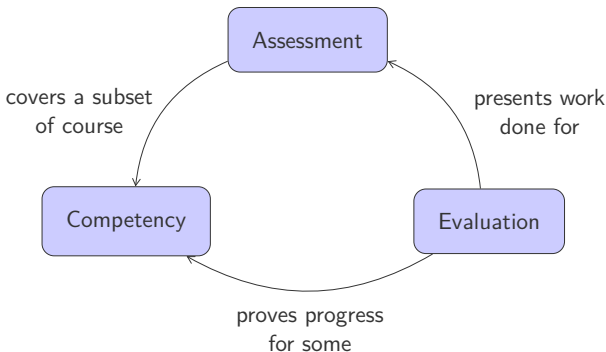 Assessment
covers a subset
of course
presents work
done for
Competency
Evaluation
proves progress
for some